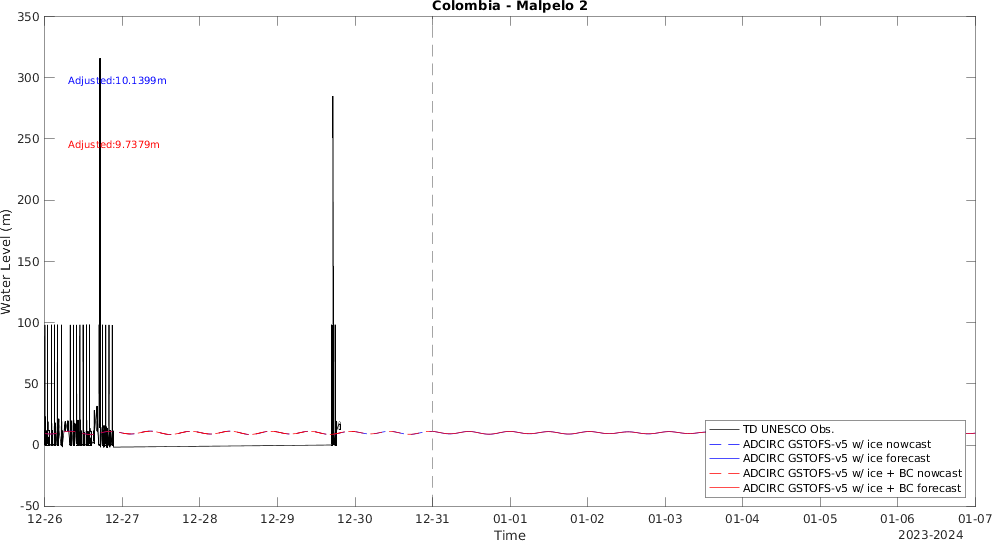 Colombia - Malpelo 2
350
300
250
200
150
100
50
0
-50
Water Level (m)
Adjusted:10.1399m
Adjusted:9.7379m
TD UNESCO Obs.
ADCIRC GSTOFS-v5 w/ ice nowcast
ADCIRC GSTOFS-v5 w/ ice forecast
ADCIRC GSTOFS-v5 w/ ice + BC nowcast
ADCIRC GSTOFS-v5 w/ ice + BC forecast
12-26 12-27 12-28 12-29 12-30 12-31 01-01 01-02 01-03 01-04 01-05 01-06 01-07
Time
2023-2024